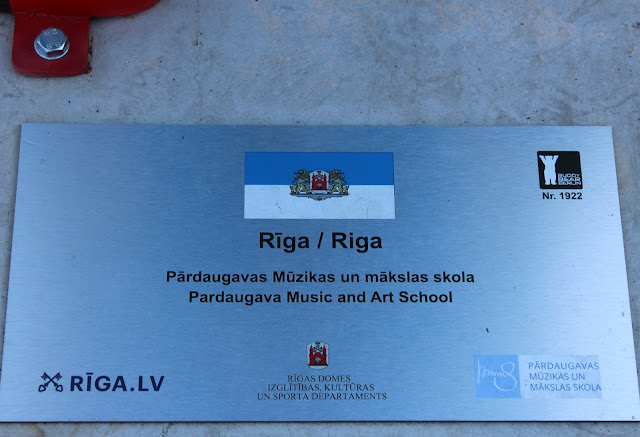 BUDDY
BEAR
BERLIN
Nr. 1922
Rīga / Riga
Pārdaugavas Mūzikas un mākslas skola
Pardaugava Music and Art School
RĪGA.LV
RĪGAS DOMES
IZGLĪTĪBAS, KULTŪRAS
UN SPORTA DEPARTAMENTS
PĀRDAUGAVAS
MŪZIKAS UN
MĀKSLAS SKOLA